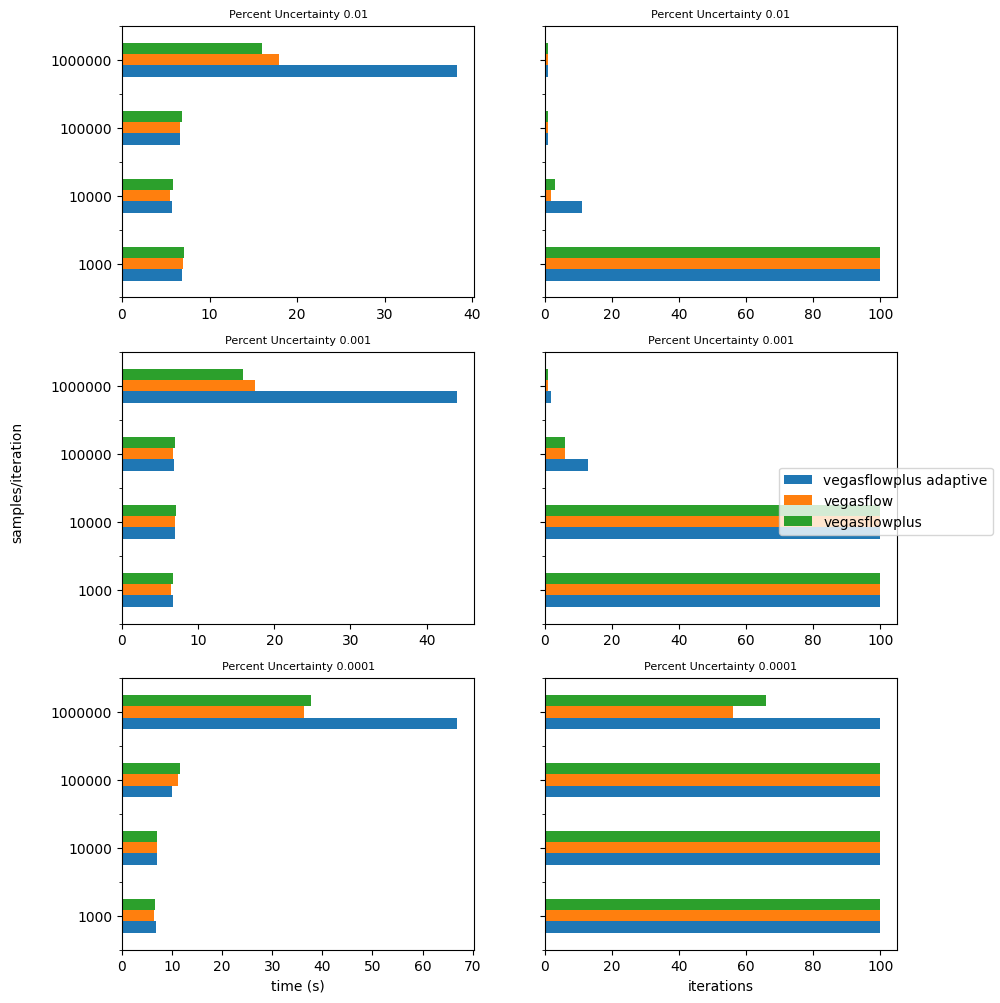 Percent Uncertainty 0.01
1000000
100000
10000
1000
0 10 20 30 40
Percent Uncertainty 0.01
0 20 40 60 80 100
samples/iteration
Percent Uncertainty 0.001
1000000
100000
10000
1000
0 10 20 30 40
Percent Uncertainty 0.001
vegasflowplus adaptive
vegasflow
vegasflowplus
0 20 40 60 80 100
Percent Uncertainty 0.0001
1000000
100000
10000
1000
0 10 20 30 40 50 60 70
time (s)
Percent Uncertainty 0.0001
0 20 40 60 80 100
iterations